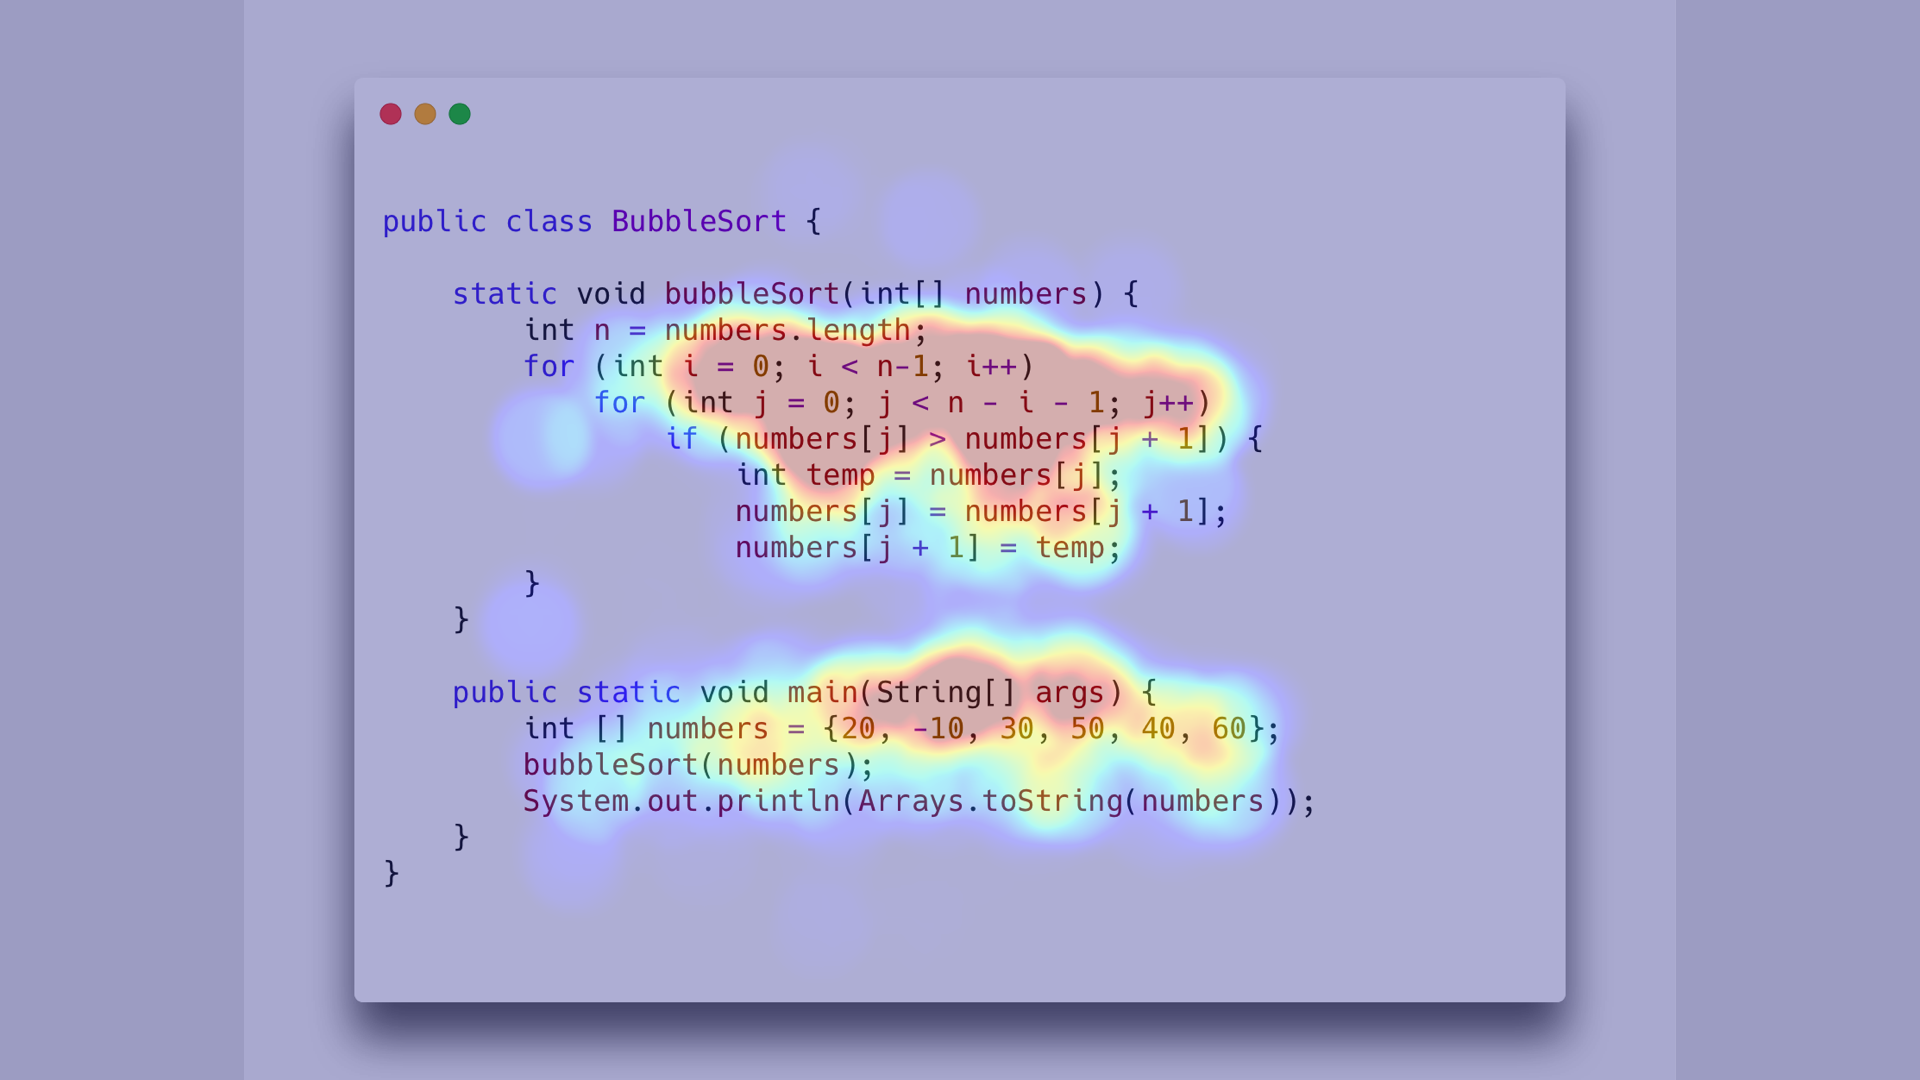 public class BubbleSort {
static void bubbleSort(int[] numbers) {
int n = numbers.length;
for (int i = 0; i < n-1; i++)
for (int j = 0; j < n - i - 1; j++)
if (numbers[j] > numbers[j + 1]) {
int temp = numbers[j];
numbers[j] = numbers[j + 1];
numbers[j + 1] = temp;
}
}
public static void main(String[] args) {
int [] numbers = {20, -10, 30, 50, 40, 60};
bubbleSort(numbers);
System.out.println(Arrays.toString(numbers));
}
}